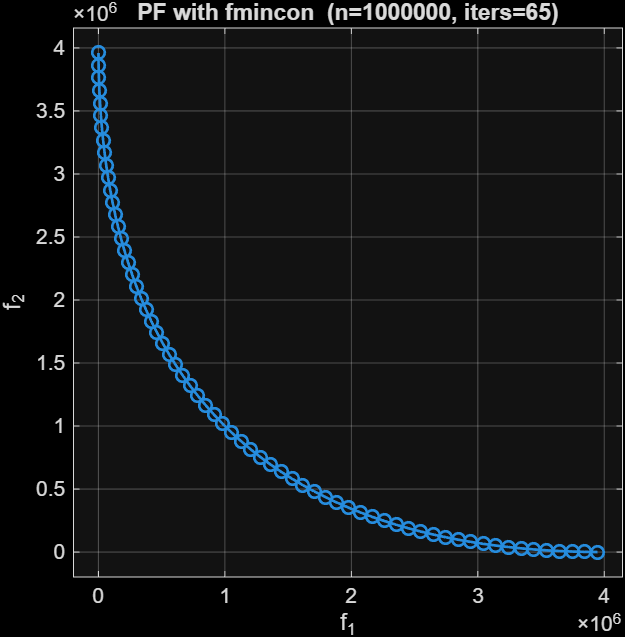 ×10⁶ PF with fmincon (n=1000000, iters=65)
4
3.5
3
2.5
2
1.5
1
0.5
0
f₂
0 1 2 3 4
f₁ ×10⁶